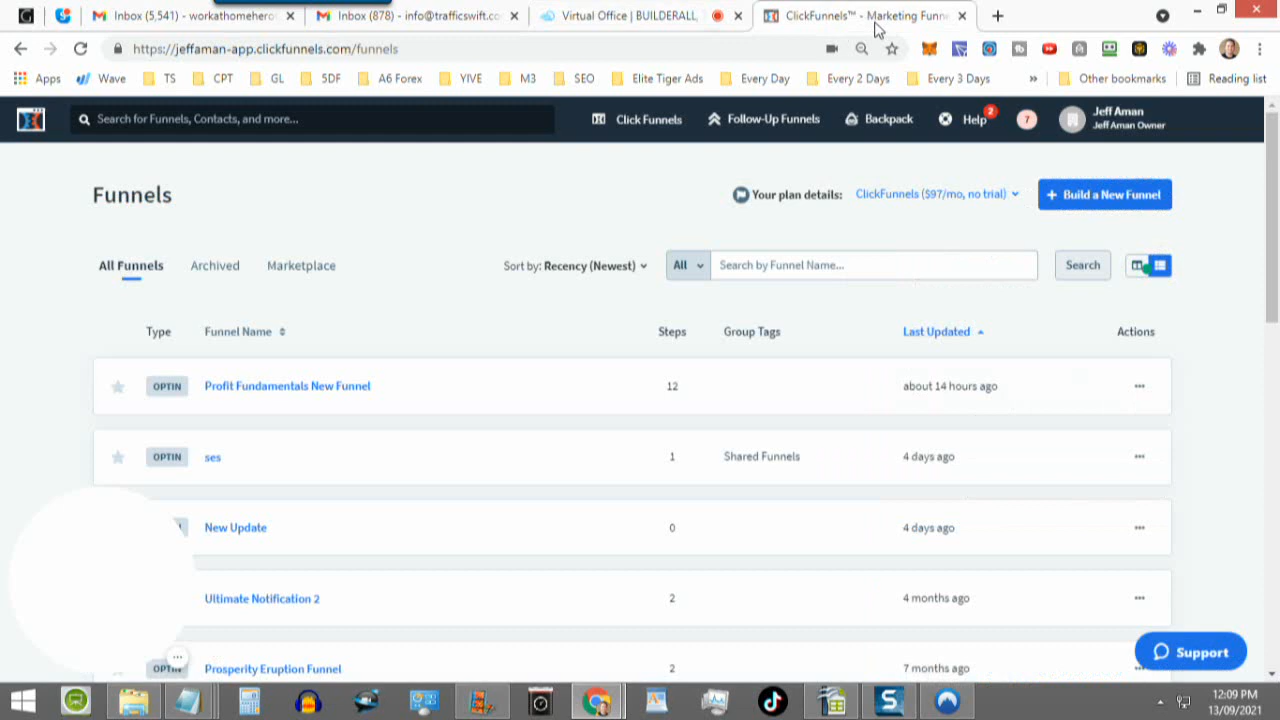 Inbox (5,541) - workathomehero
Inbox (878) - info@trafficswift.co
Virtual Office | BUILDERALL
ClickFunnels™ - Marketing Funne
https://jeffaman-app.clickfunnels.com/funnels
Apps Wave TS CPT GL 5DF A6 Forex YIVE M3 SEO Elite Tiger Ads Every Day Every 2 Days Every 3 Days » Other bookmarks Reading list
Search for Funnels, Contacts, and more...
Click Funnels
Follow-Up Funnels
Backpack
Help 2
7
Jeff Aman
Jeff Aman Owner
Funnels
Your plan details: ClickFunnels ($97/mo, no trial)
+ Build a New Funnel
All Funnels Archived Marketplace
Sort by: Recency (Newest)
All Search by Funnel Name...
Search
Type Funnel Name Steps Group Tags Last Updated Actions
OPTIN Profit Fundamentals New Funnel 12 about 14 hours ago
OPTIN ses 1 Shared Funnels 4 days ago
New Update 0 4 days ago
Ultimate Notification 2 2 4 months ago
Prosperity Eruption Funnel 2 7 months ago
Support
12:09 PM
13/09/2021